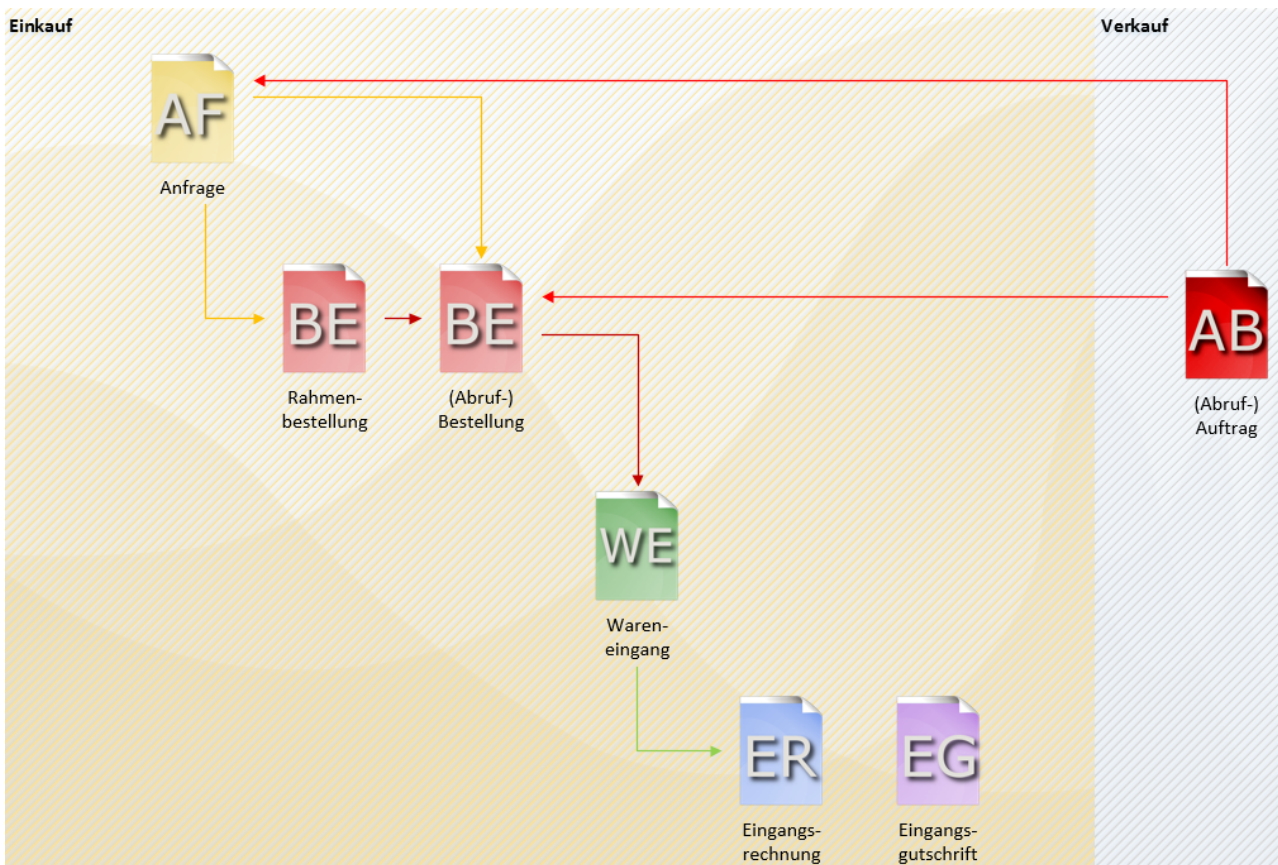 Einkauf
Verkauf
AF
Anfrage
BE
Rahmen-
bestellung
BE
(Abruf-)
Bestellung
AB
(Abruf-)
Auftrag
WE
Waren-
eingang
ER
Eingangs-
rechnung
EG
Eingangs-
gutschrift